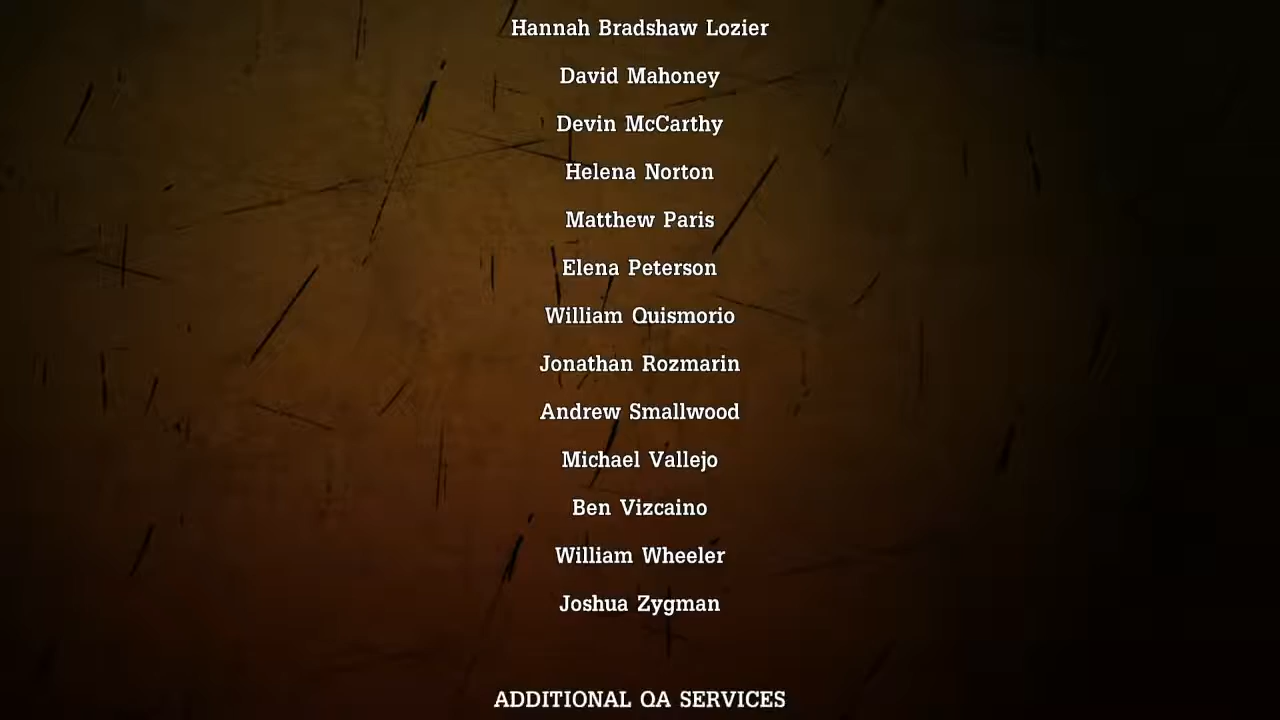 Hannah Bradshaw Lozier
David Mahoney
Devin McCarthy
Helena Norton
Matthew Paris
Elena Peterson
William Quismorio
Jonathan Rozmarin
Andrew Smallwood
Michael Vallejo
Ben Vizcaino
William Wheeler
Joshua Zygman
ADDITIONAL QA SERVICES